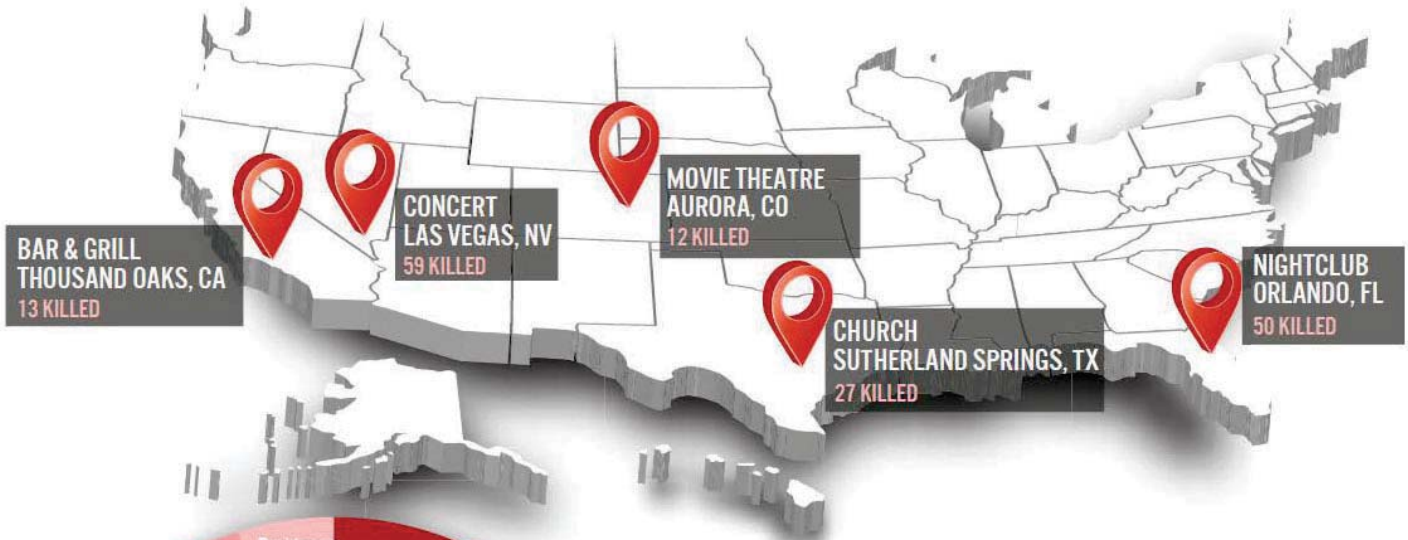 BAR & GRILL
THOUSAND OAKS, CA
13 KILLED
CONCERT
LAS VEGAS, NV
59 KILLED
MOVIE THEATRE
AURORA, CO
12 KILLED
CHURCH
SUTHERLAND SPRINGS, TX
27 KILLED
NIGHTCLUB
ORLANDO, FL
50 KILLED